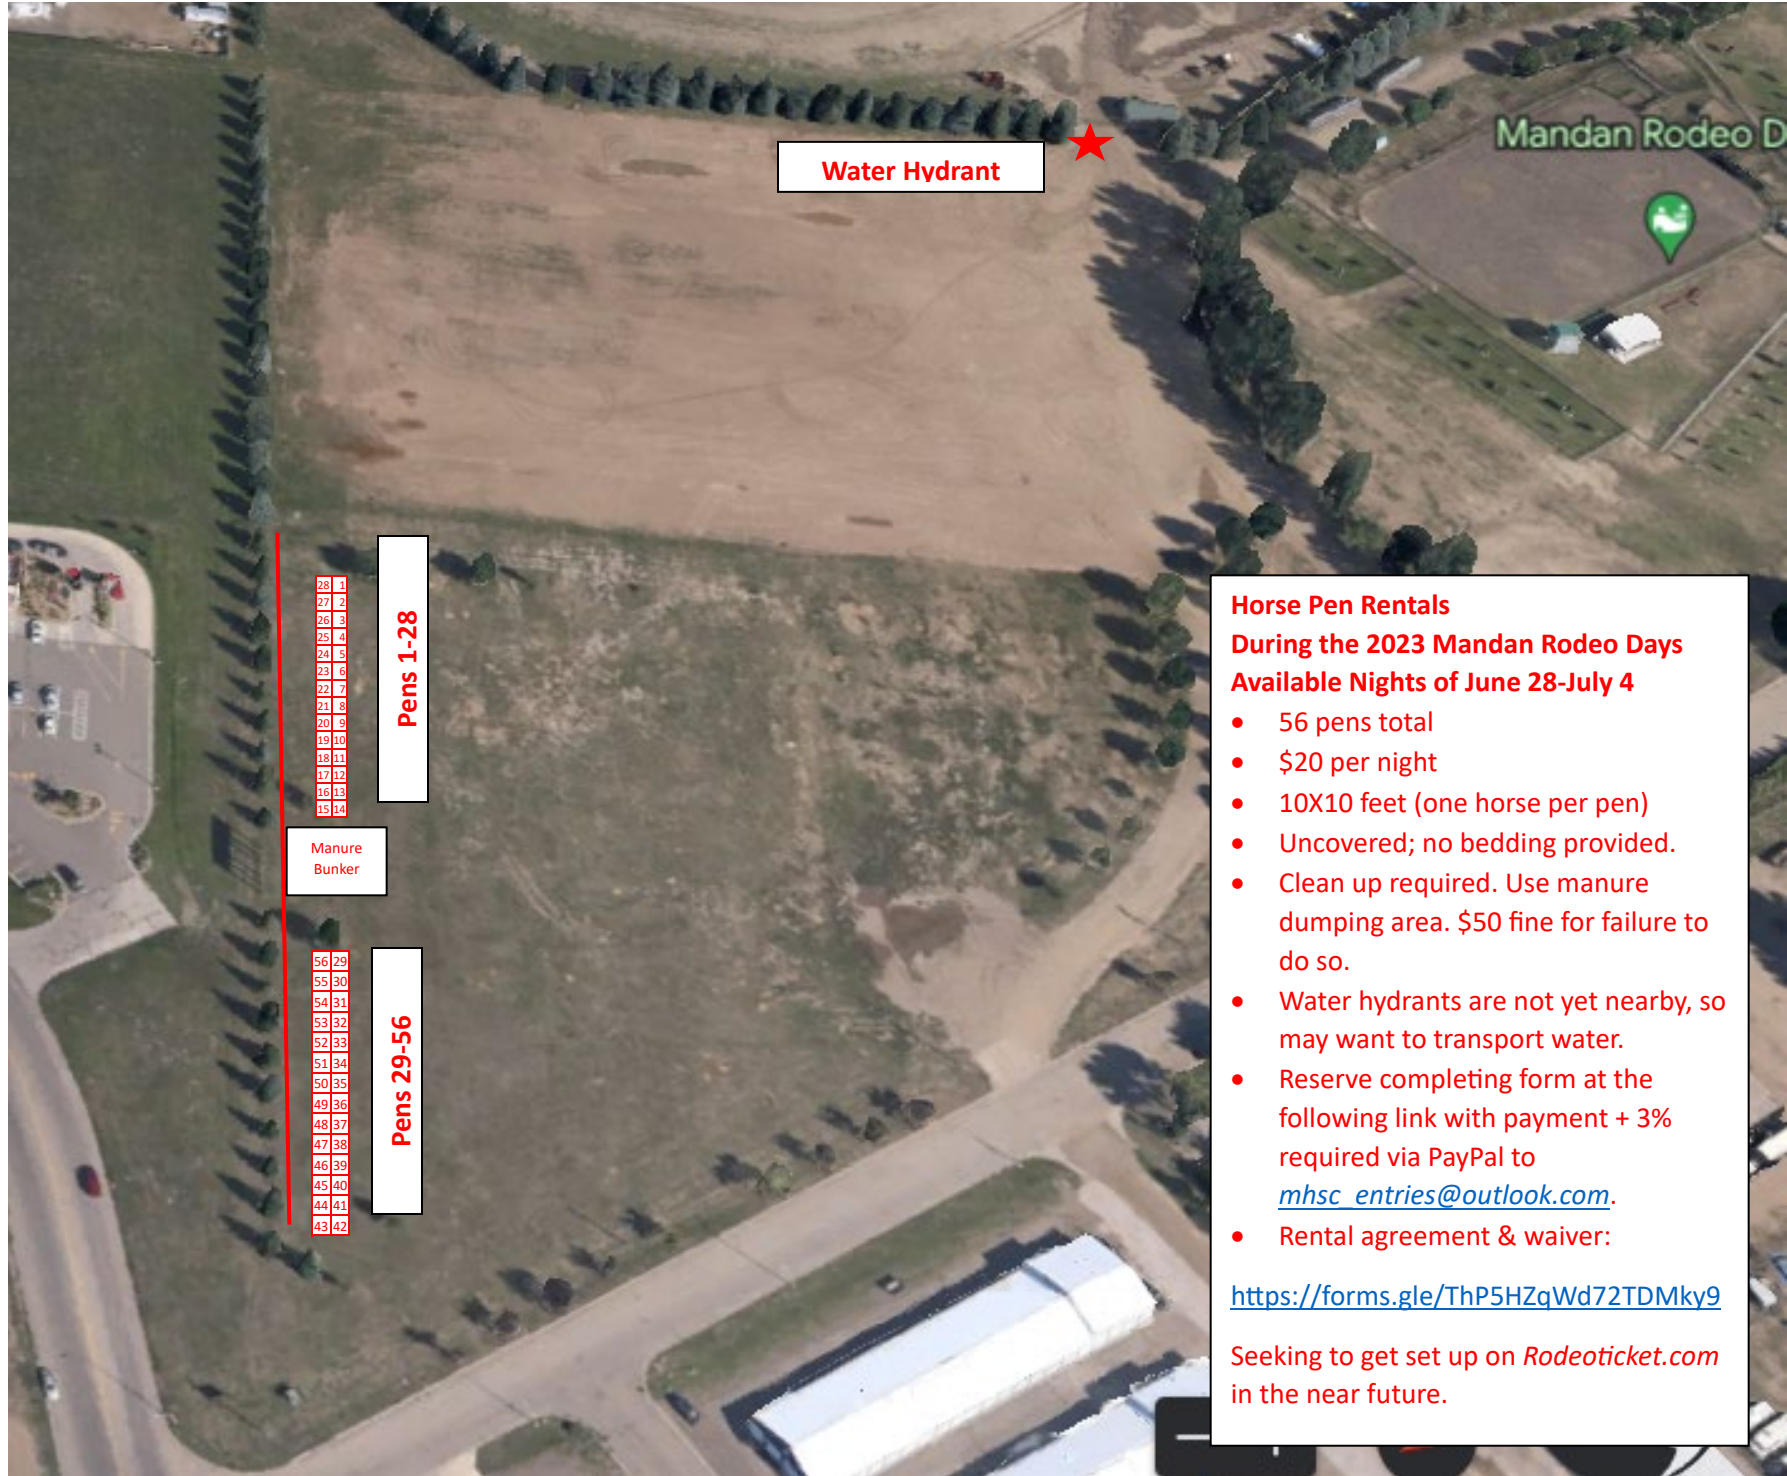 Mandan Rodeo D
Water Hydrant
28 1
27 2
26 3
25 4
24 5
23 6
22 7
21 8
20 9
19 10
18 11
17 12
16 13
15 14
Pens 1-28
Manure
Bunker
56 29
55 30
54 31
53 32
52 33
51 34
50 35
49 36
48 37
47 38
46 39
45 40
44 41
43 42
Pens 29-56
Horse Pen Rentals
During the 2023 Mandan Rodeo Days
Available Nights of June 28-July 4
• 56 pens total
• $20 per night
• 10X10 feet (one horse per pen)
• Uncovered; no bedding provided.
• Clean up required. Use manure
dumping area. $50 fine for failure to
do so.
• Water hydrants are not yet nearby, so
may want to transport water.
• Reserve completing form at the
following link with payment + 3%
required via PayPal to
mhsc_entries@outlook.com.
• Rental agreement & waiver:
https://forms.gle/ThP5HZqWd72TDMky9
Seeking to get set up on Rodeoticket.com
in the near future.